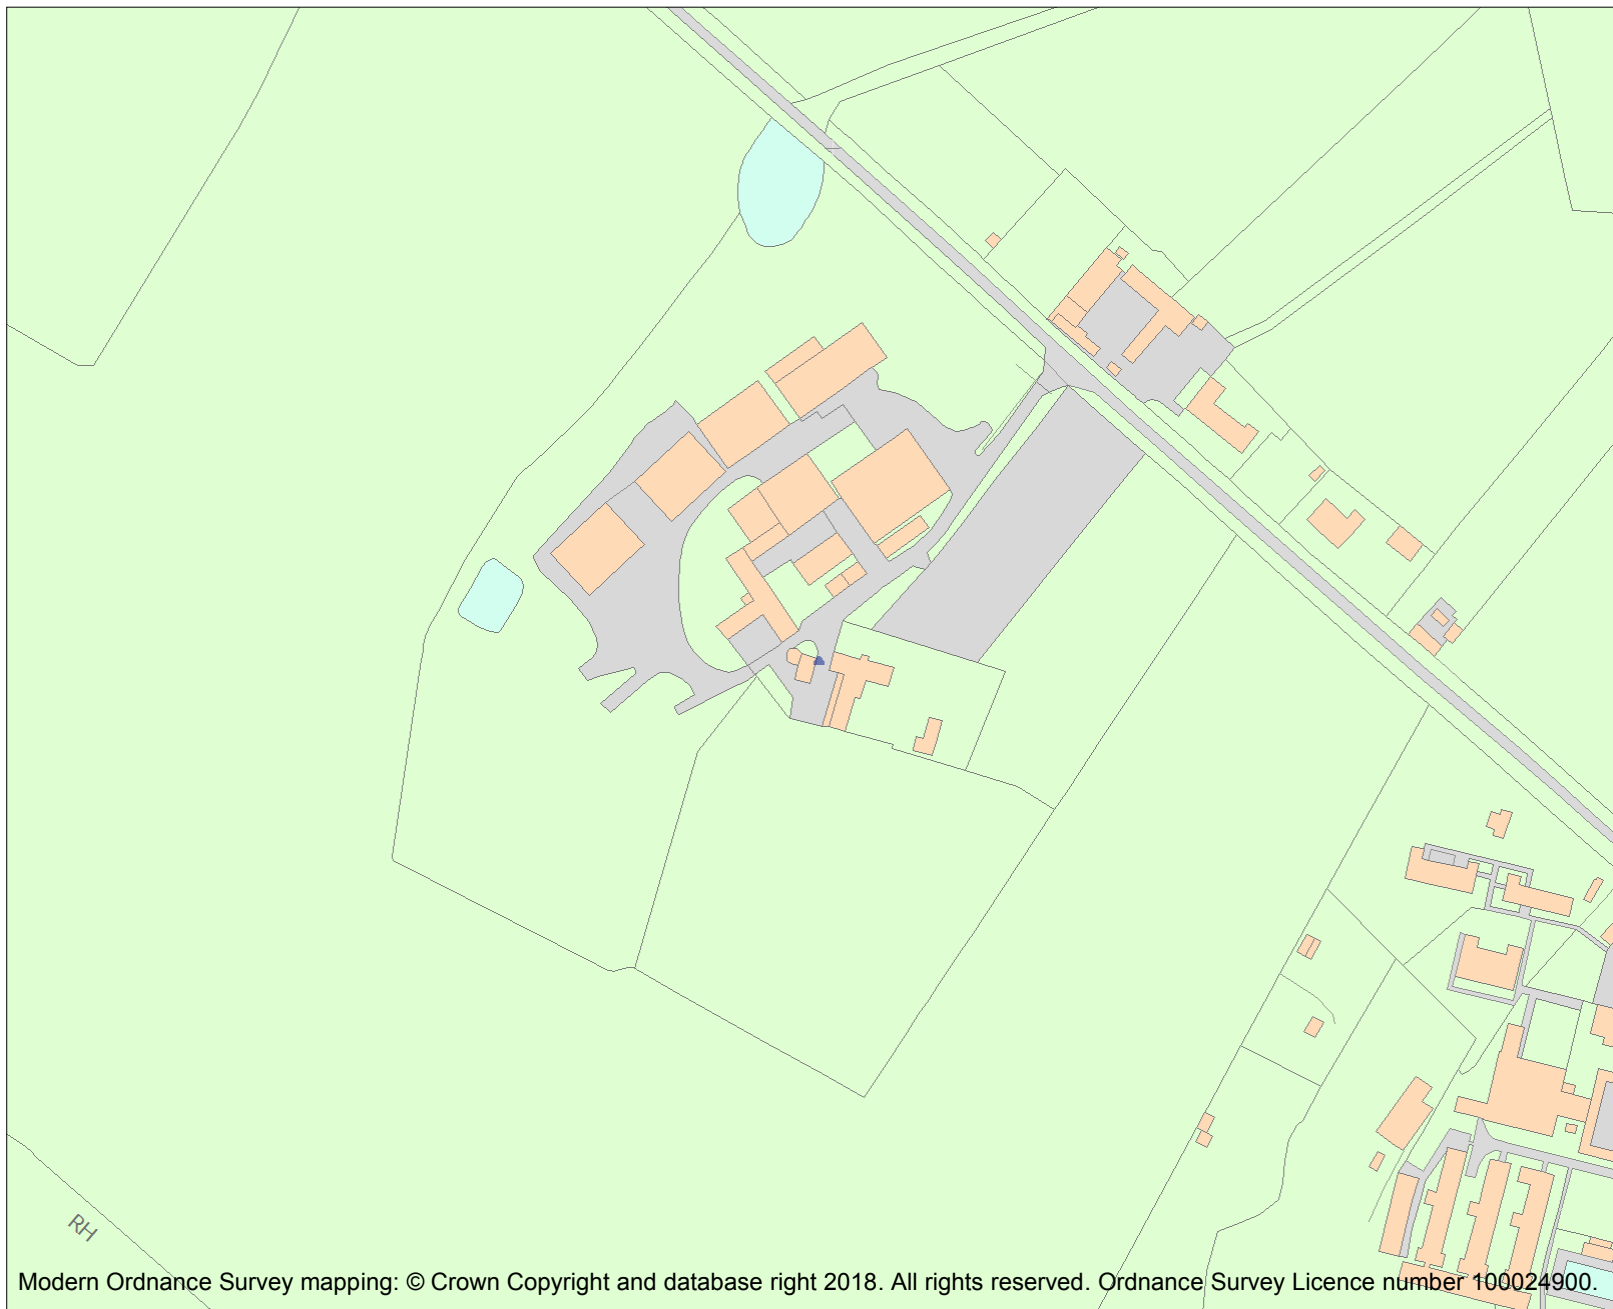 RH
Modern Ordnance Survey mapping: © Crown Copyright and database right 2018. All rights reserved. Ordnance Survey Licence number 100024900.